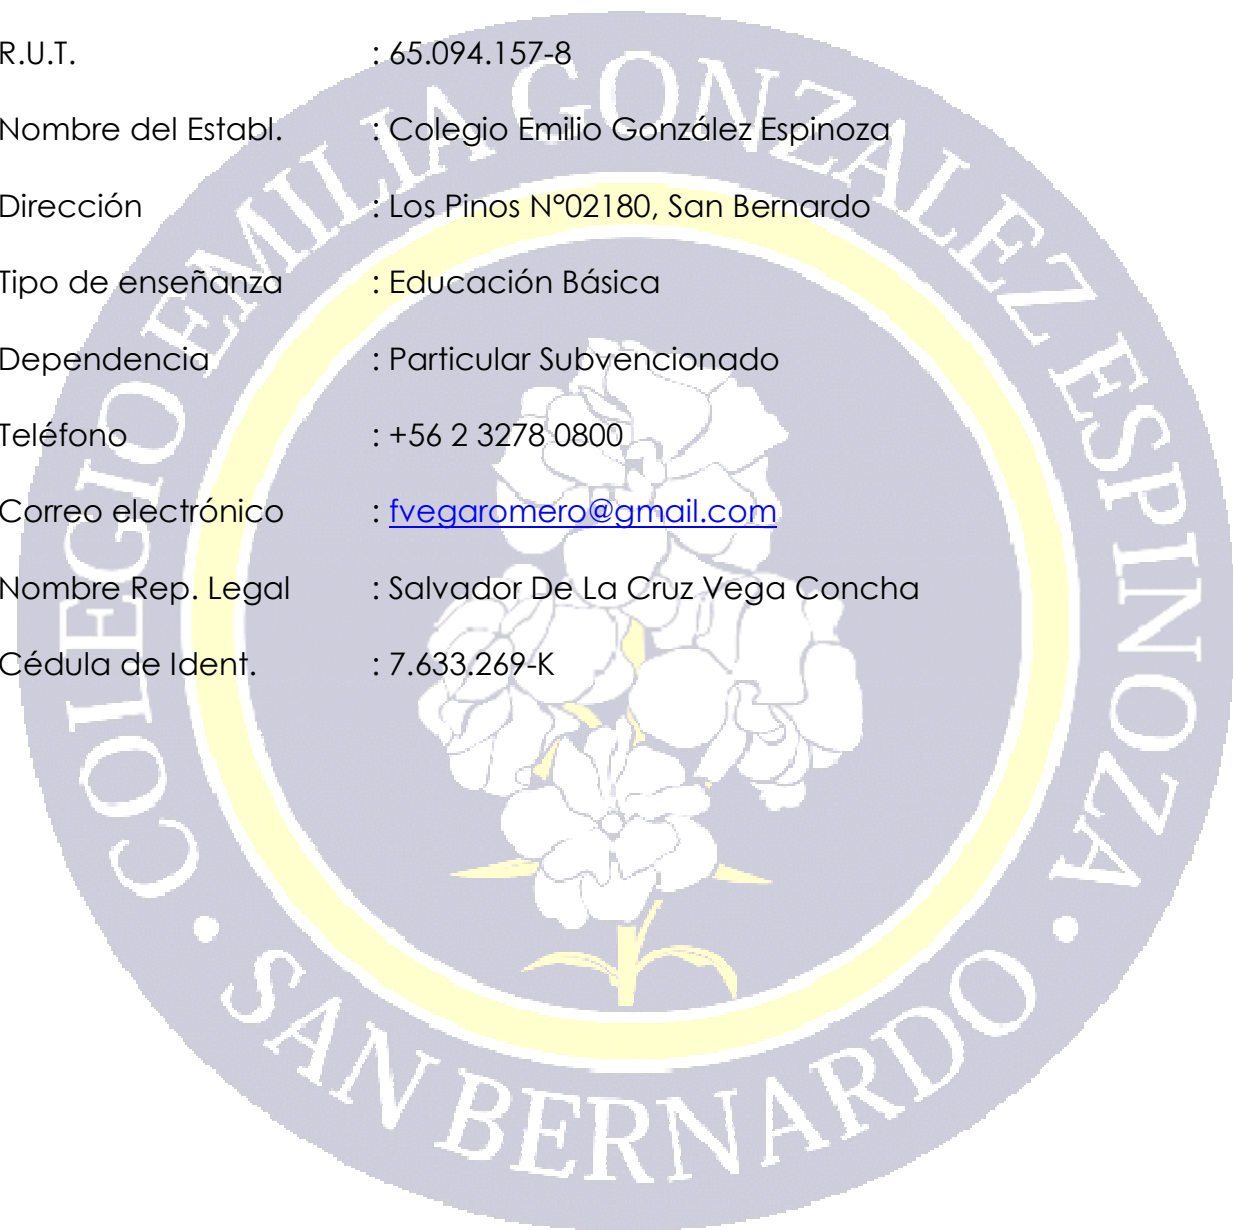 R.U.T. : 65.094.157-8
Nombre del Establ. : Colegio Emilio González Espinoza
Dirección : Los Pinos N°02180, San Bernardo
Tipo de enseñanza : Educación Básica
Dependencia : Particular Subvencionado
Teléfono : +56 2 3278 0800
Correo electrónico : fvegaromero@gmail.com
Nombre Rep. Legal : Salvador De La Cruz Vega Concha
Cédula de Ident. : 7.633.269-K
COLEGIO EMILIA GONZALEZ ESPINOZA
• SAN BERNARDO •